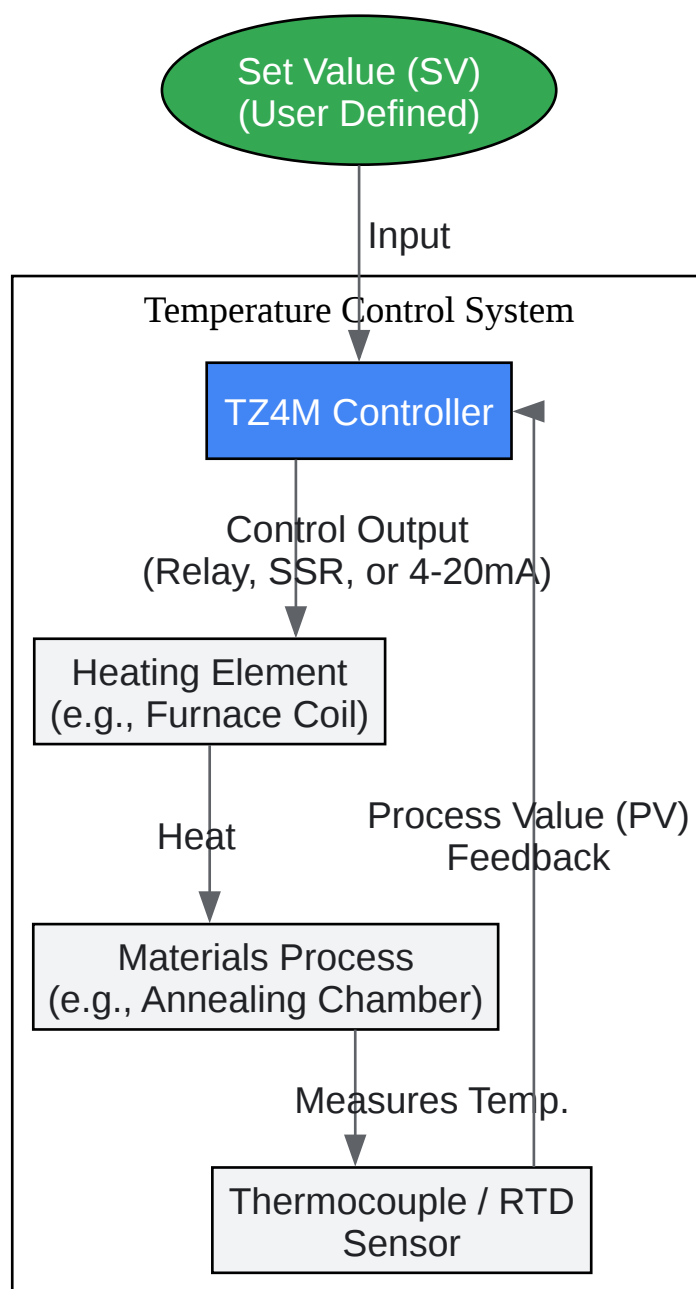 Set Value (SV)
(User Defined)
Input
Temperature Control System
TZ4M Controller
Control Output
(Relay, SSR, or 4-20mA)
Heating Element
(e.g., Furnace Coil)
Heat
Process Value (PV)
Feedback
Materials Process
(e.g., Annealing Chamber)
Measures Temp.
Thermocouple / RTD
Sensor